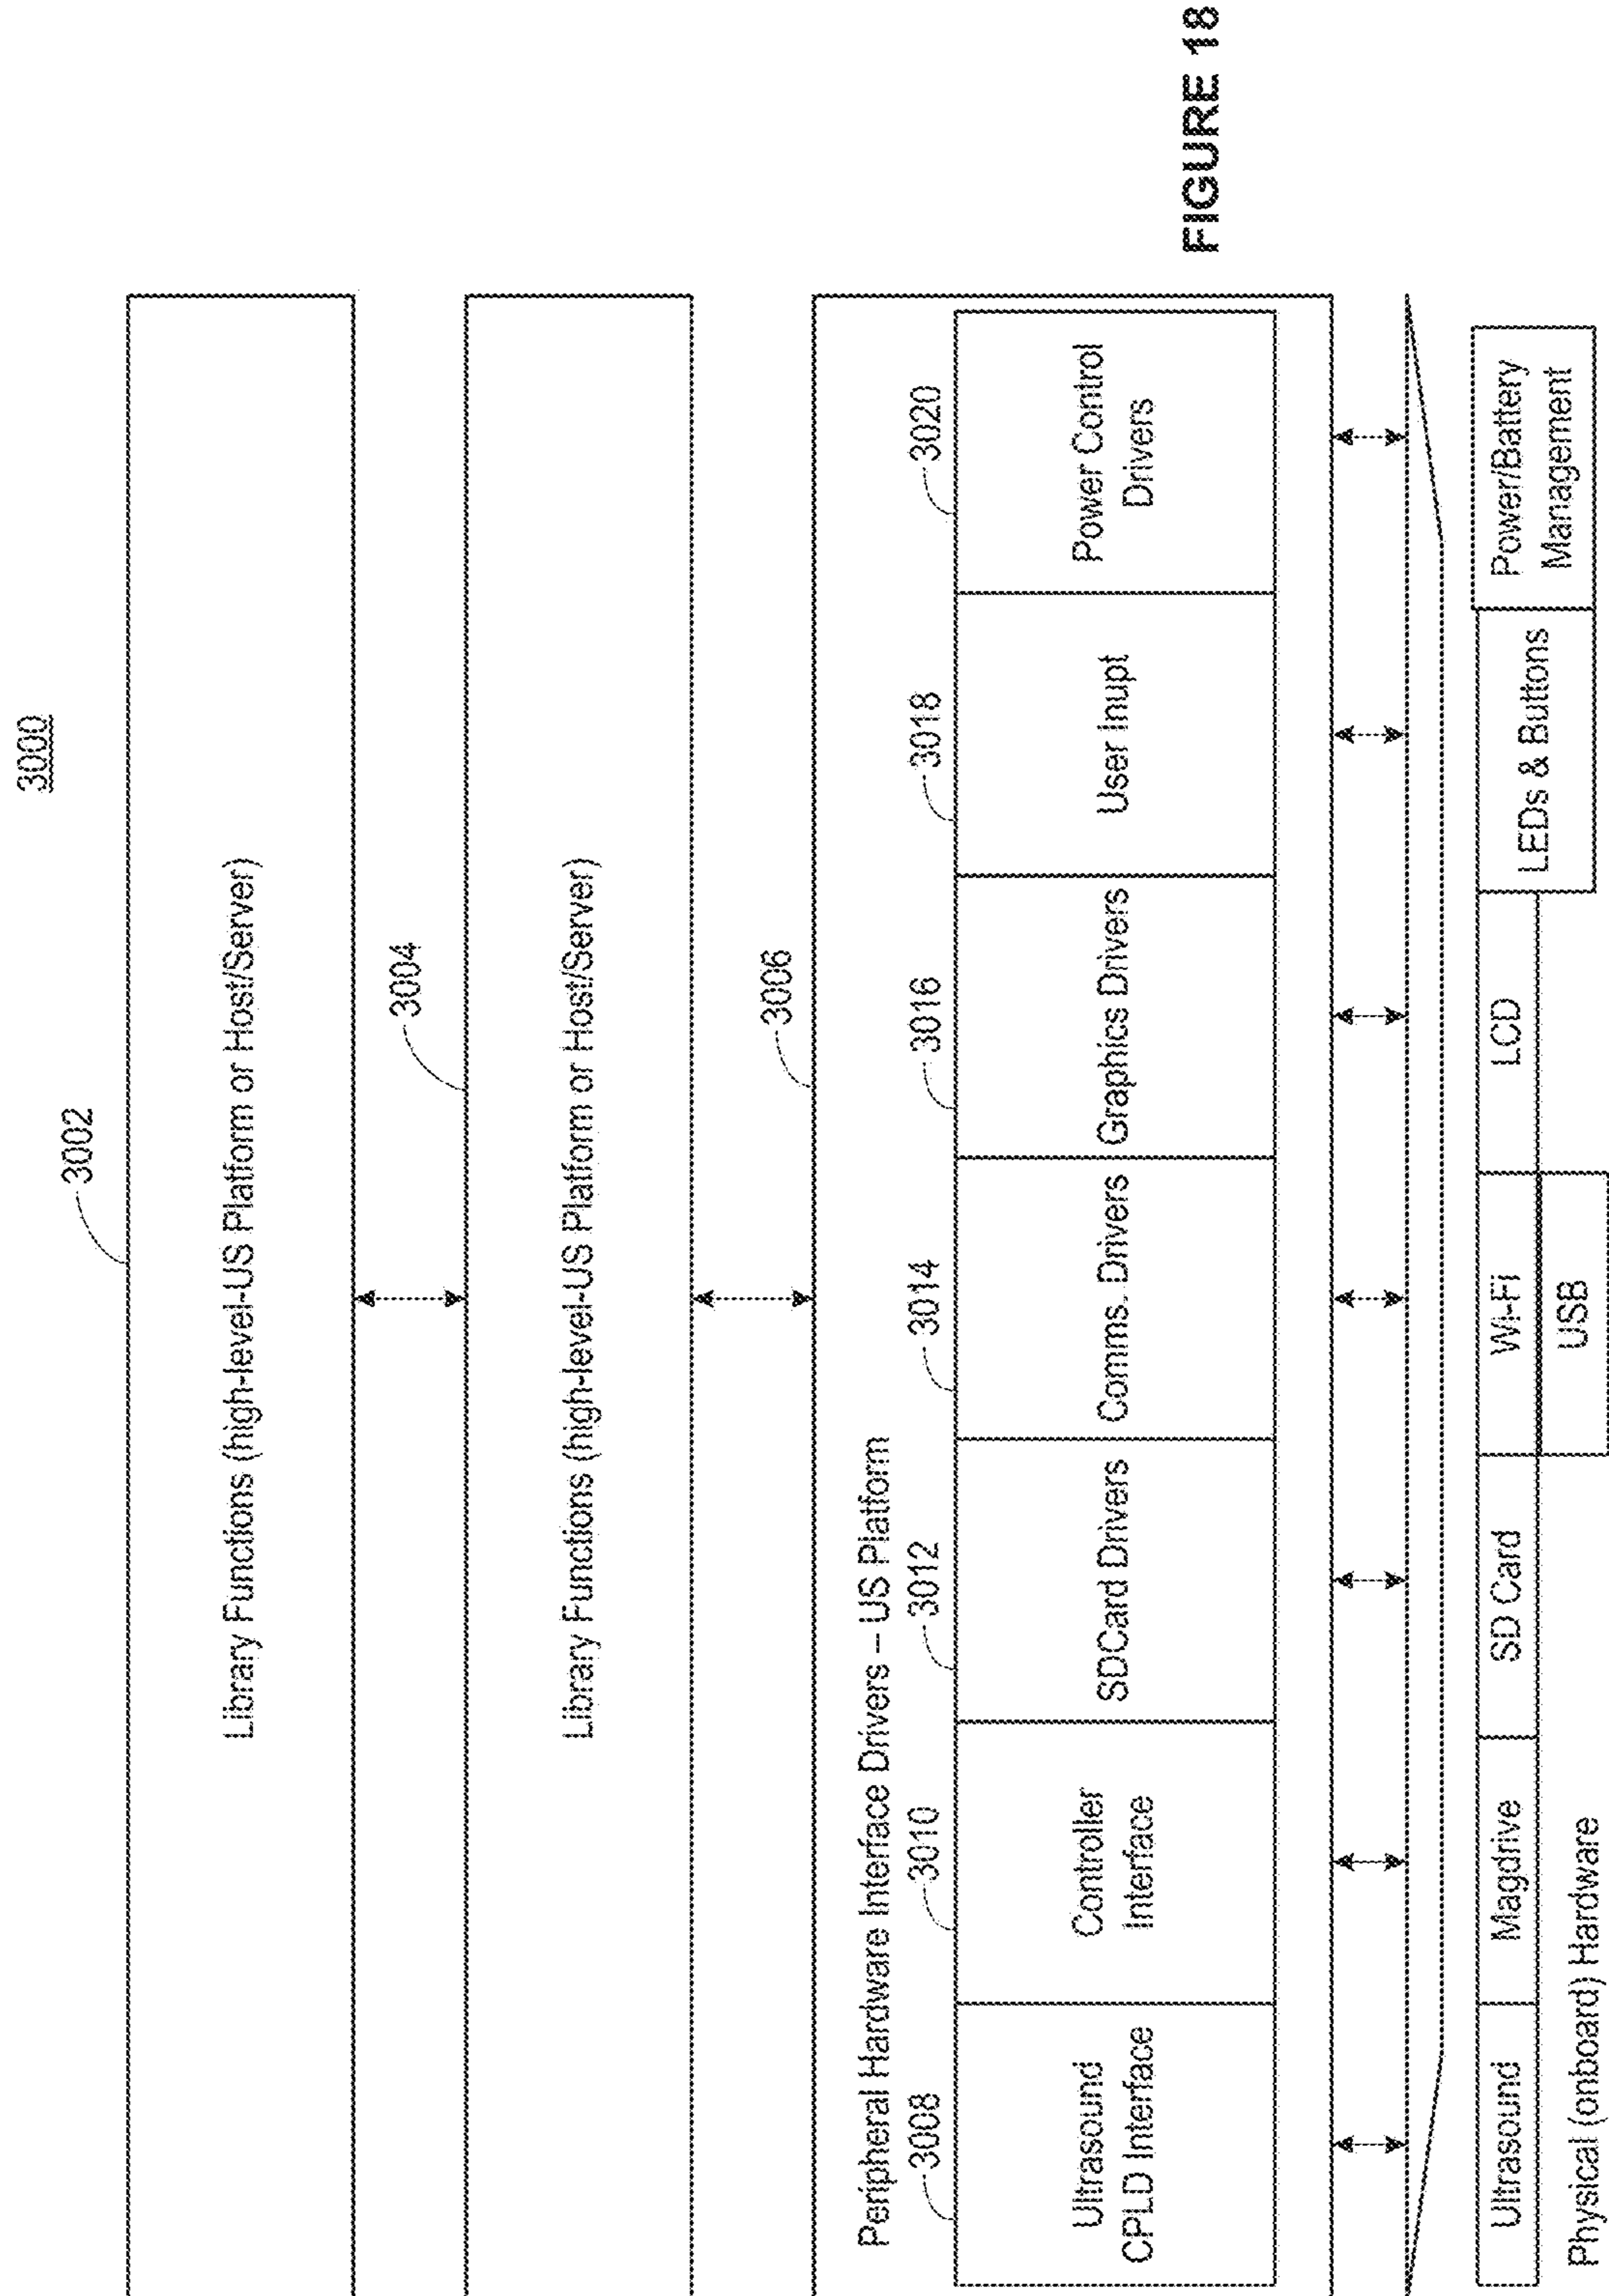 3000
3002
Library Functions (high-level-US Platform or Host/Server)
3004
Library Functions (high-level-US Platform or Host/Server)
3006
Peripheral Hardware Interface Drivers – US Platform
3008
3010
3012
3014
3016
3018
3020
Ultrasound
CPLD Interface
Controller
Interface
SDCard Drivers
Comms. Drivers
Graphics Drivers
User Inupt
Power Control
Drivers
Ultrasound
Magdrive
SD Card
Wi-Fi
USB
LCD
LEDs & Buttons
Power/Battery
Management
Physical (onboard) Hardware
FIGURE 18